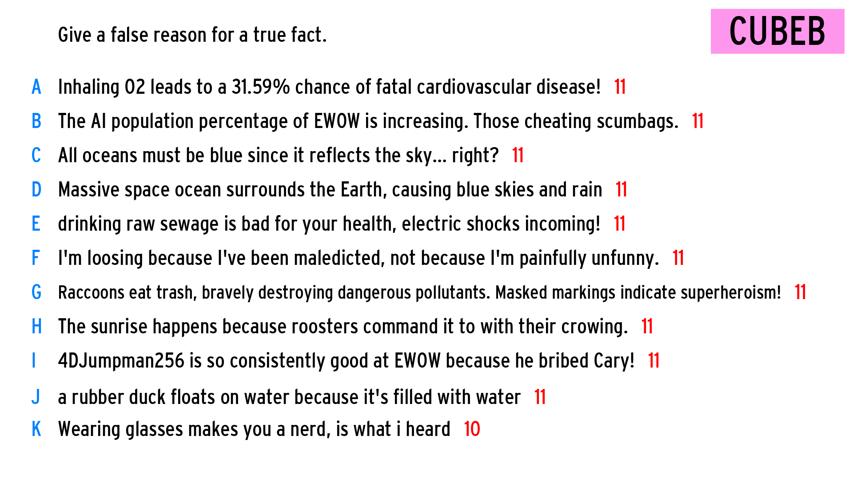 Give a false reason for a true fact.
CUBEB
A Inhaling O2 leads to a 31.59% chance of fatal cardiovascular disease! 11
B The AI population percentage of EWOW is increasing. Those cheating scumbags. 11
C All oceans must be blue since it reflects the sky... right? 11
D Massive space ocean surrounds the Earth, causing blue skies and rain 11
E drinking raw sewage is bad for your health, electric shocks incoming! 11
F I'm loosing because I've been maledicted, not because I'm painfully unfunny. 11
G Raccoons eat trash, bravely destroying dangerous pollutants. Masked markings indicate superheroism! 11
H The sunrise happens because roosters command it to with their crowing. 11
I 4DJumpman256 is so consistently good at EWOW because he bribed Cary! 11
J a rubber duck floats on water because it's filled with water 11
K Wearing glasses makes you a nerd, is what i heard 10